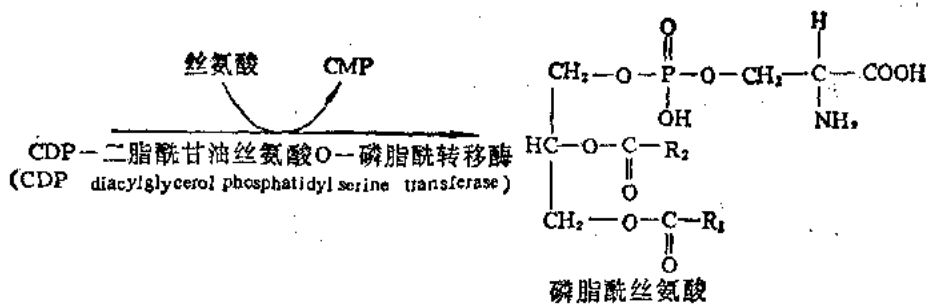 丝氨酸 CMP
CDP－二脂酰甘油丝氨酸O－磷脂酰转移酶
(CDP diacylglycerol phosphatidyl serine transferase)
O H
CH₂－O－P－O－CH₂－C－COOH
OH NH₂
HC－O－C－R₂
O
CH₂－O－C－R₁
O
磷脂酰丝氨酸